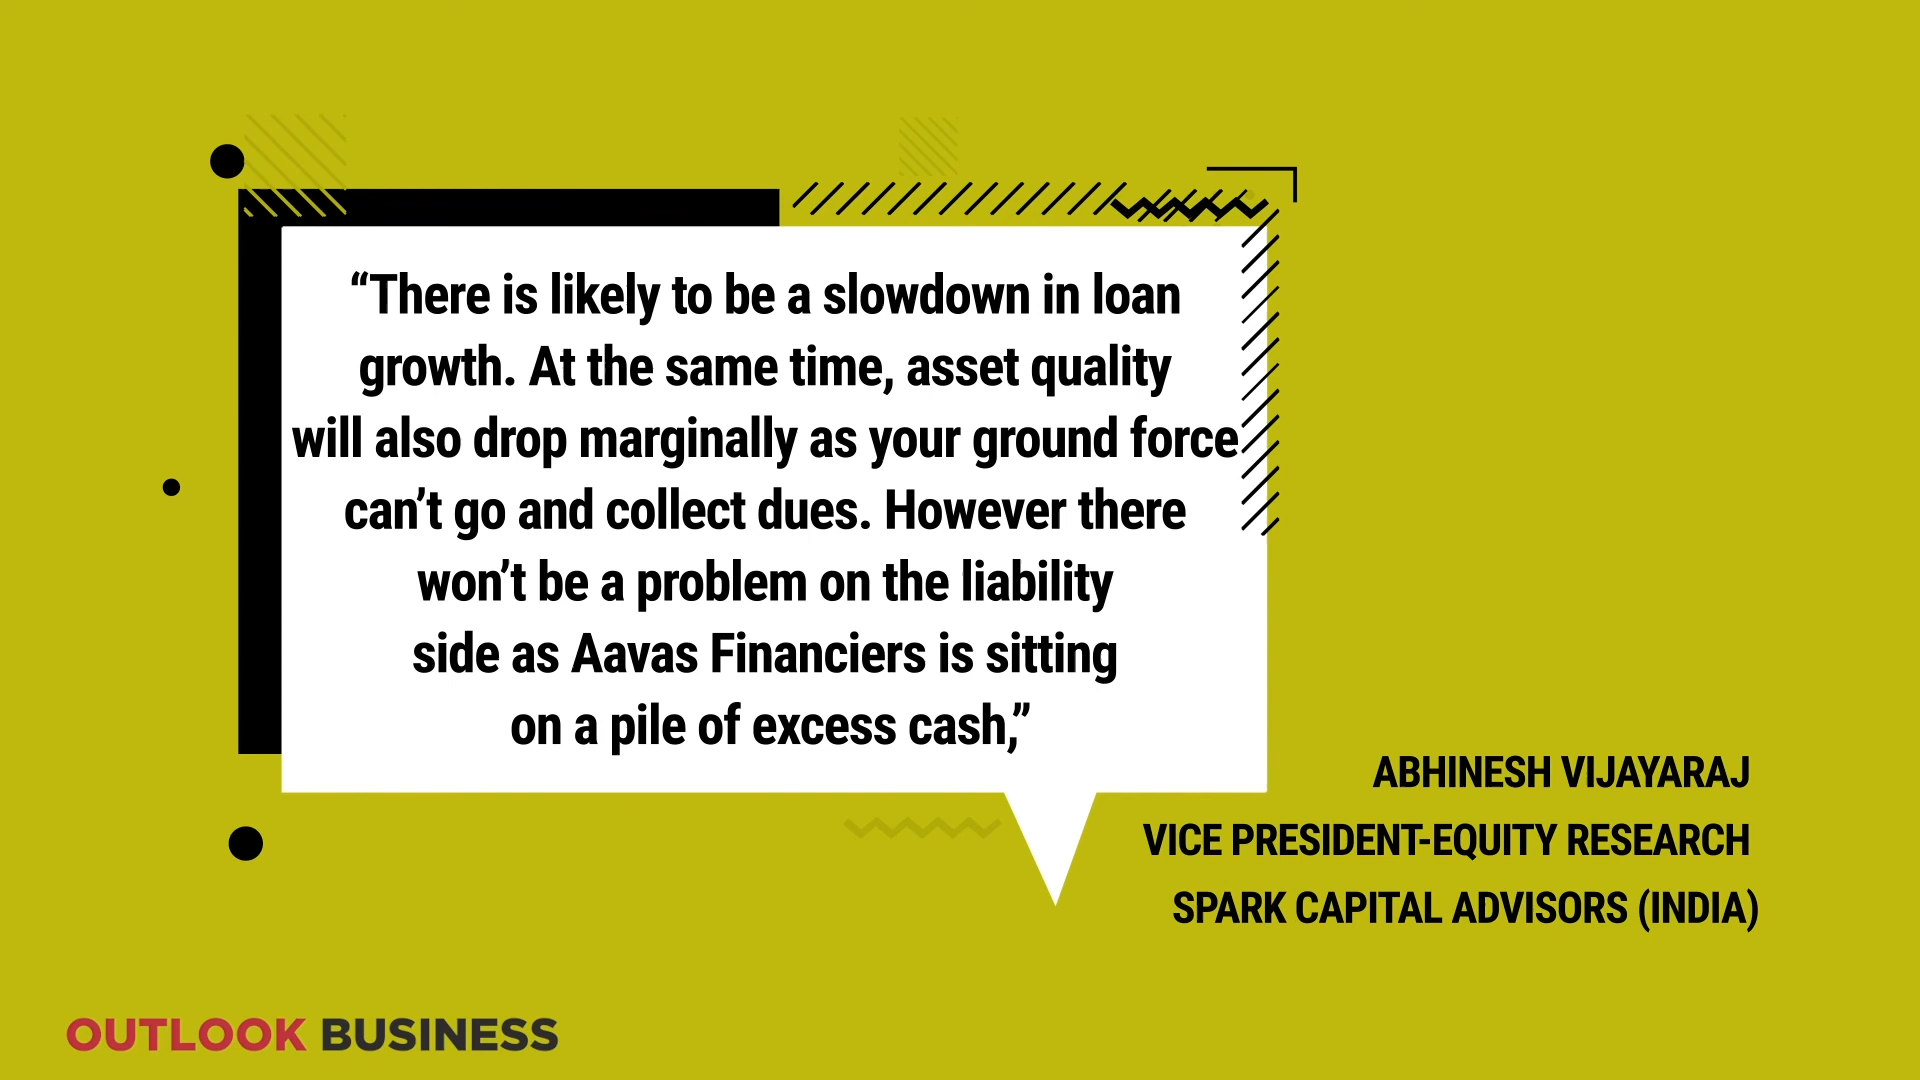 “There is likely to be a slowdown in loan
growth. At the same time, asset quality
will also drop marginally as your ground force
can’t go and collect dues. However there
won’t be a problem on the liability
side as Aavas Financiers is sitting
on a pile of excess cash,”
ABHINESH VIJAYARAJ
VICE PRESIDENT-EQUITY RESEARCH
SPARK CAPITAL ADVISORS (INDIA)
OUTLOOK BUSINESS